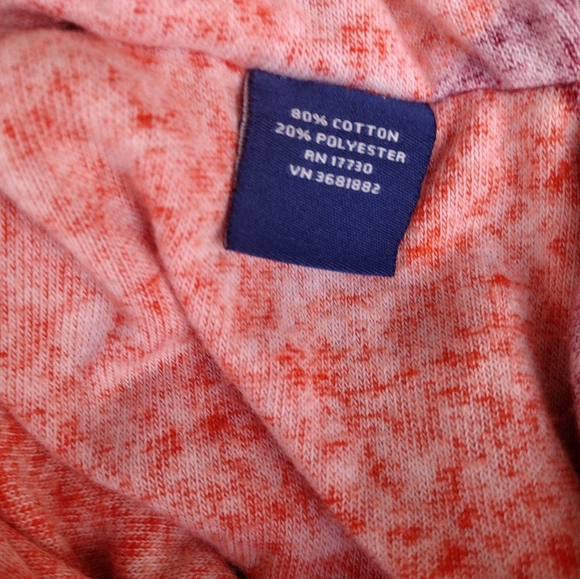 80% COTTON
20% POLYESTER
RN 17730
VN 3681882